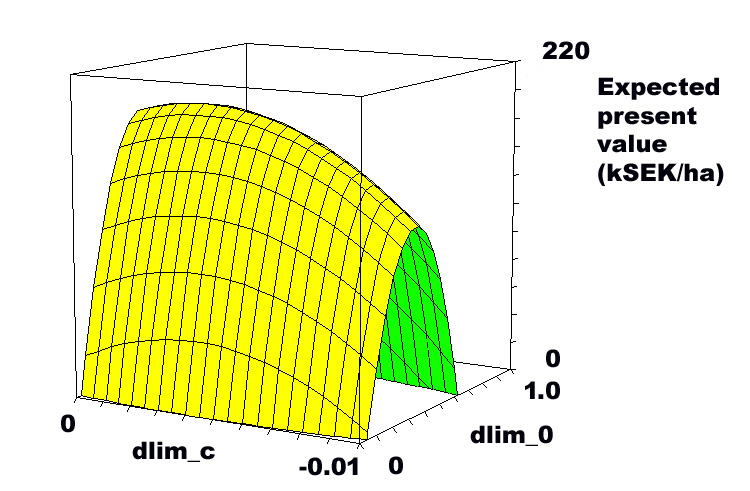 220
Expected
present
value
(kSEK/ha)
0
1.0
0
dlim_0
dlim_c
-0.01
0